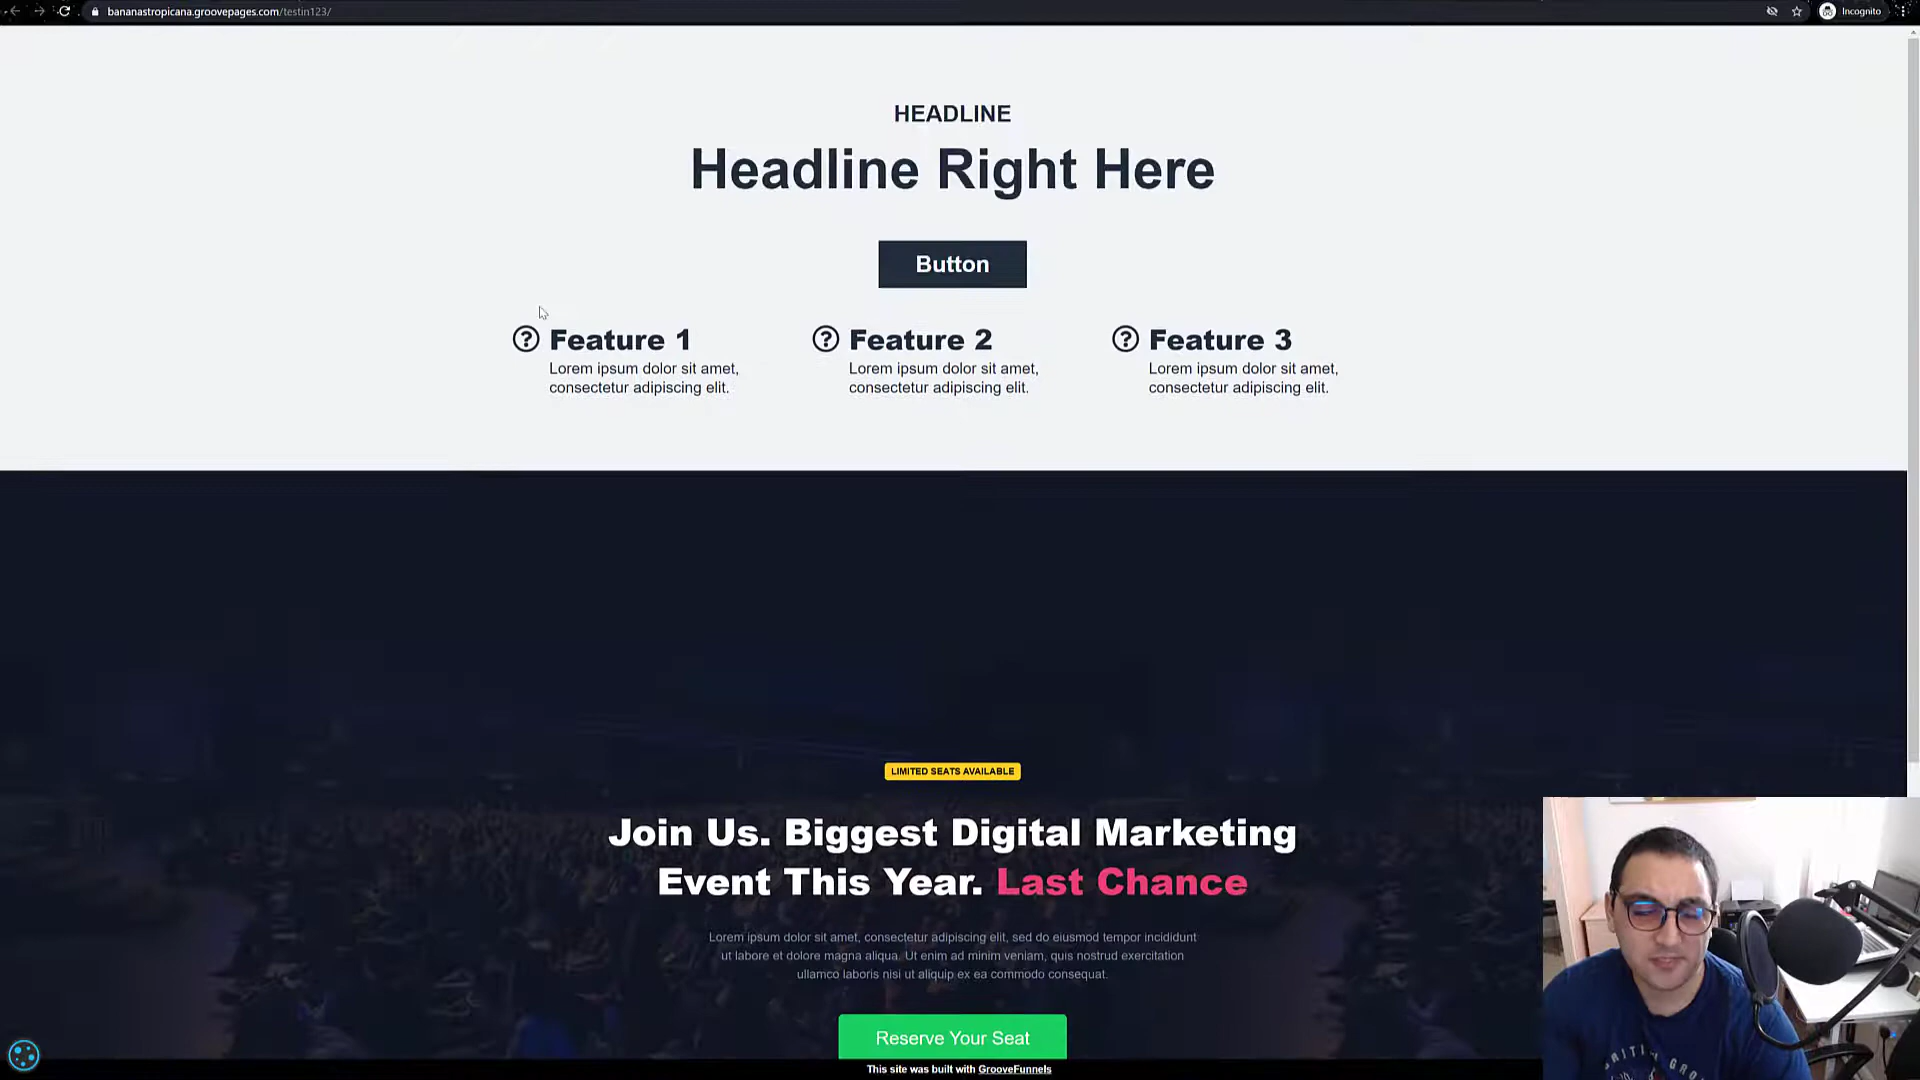 bananastropicana.groovepages.com/testin123/
Incognito
HEADLINE
Headline Right Here
Button
Feature 1
Lorem ipsum dolor sit amet,
consectetur adipiscing elit.
Feature 2
Lorem ipsum dolor sit amet,
consectetur adipiscing elit.
Feature 3
Lorem ipsum dolor sit amet,
consectetur adipiscing elit.
LIMITED SEATS AVAILABLE
Join Us. Biggest Digital Marketing
Event This Year. Last Chance
Lorem ipsum dolor sit amet, consectetur adipiscing elit, sed do eiusmod tempor incididunt
ut labore et dolore magna aliqua. Ut enim ad minim veniam, quis nostrud exercitation
ullamco laboris nisi ut aliquip ex ea commodo consequat.
Reserve Your Seat
This site was built with GrooveFunnels